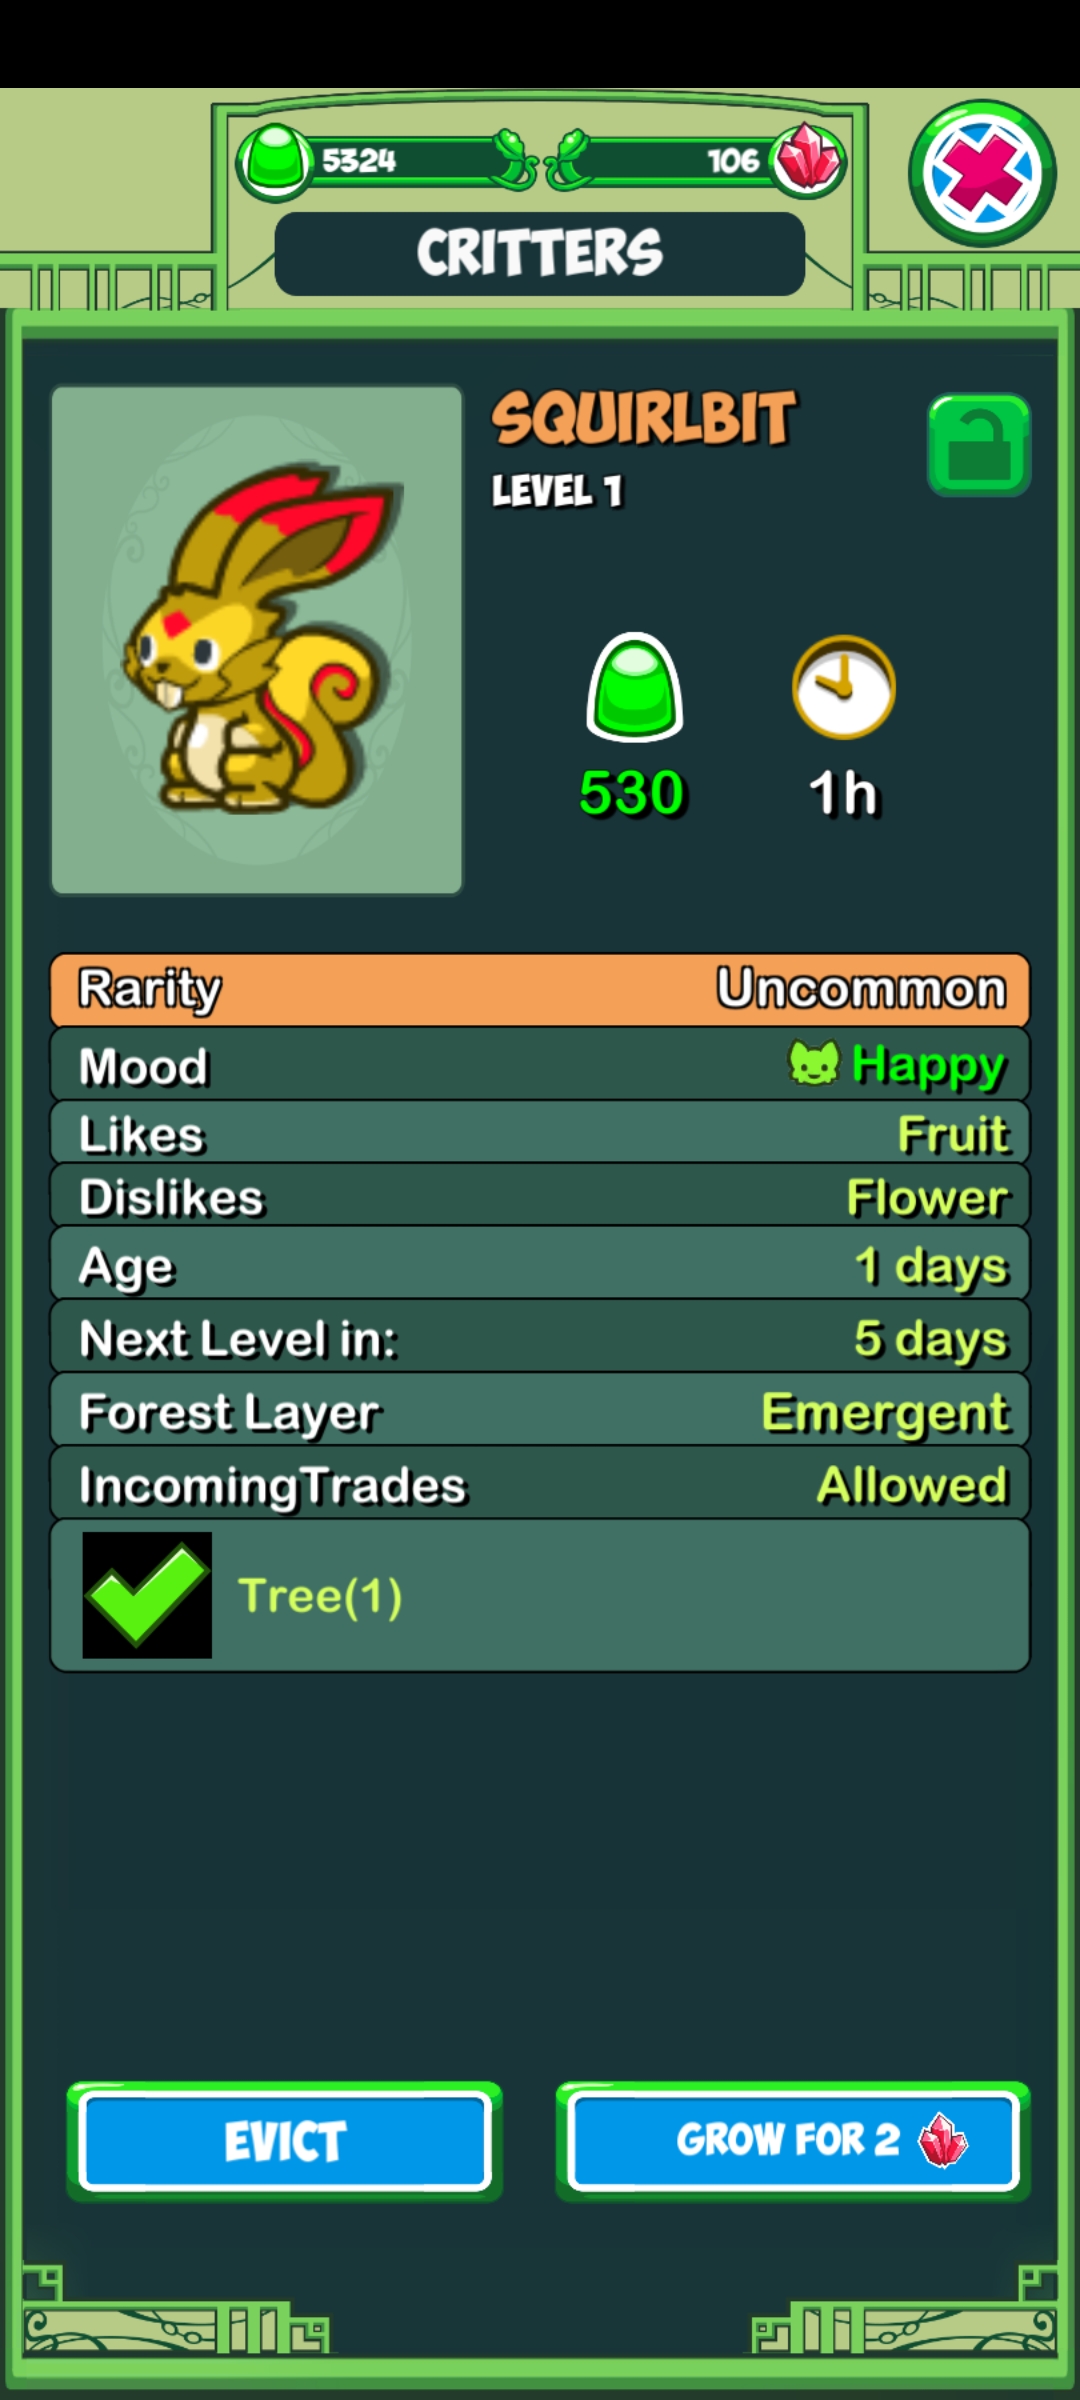 5324
106
CRITTERS
SQUIRLBIT
LEVEL 1
530
1h
Rarity Uncommon
Mood Happy
Likes Fruit
Dislikes Flower
Age 1 days
Next Level in: 5 days
Forest Layer Emergent
IncomingTrades Allowed
Tree(1)
EVICT
GROW FOR 2